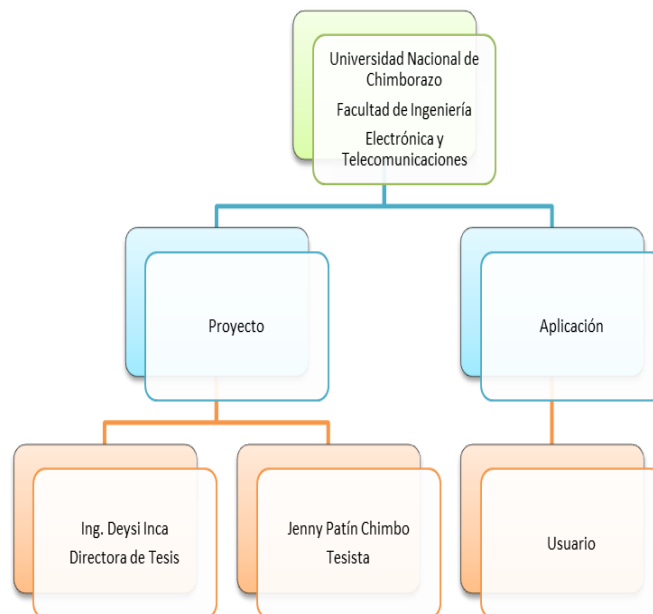 Universidad Nacional de
Chimborazo
Facultad de Ingeniería
Electrónica y
Telecomunicaciones
Proyecto
Aplicación
Ing. Deysi Inca
Directora de Tesis
Jenny Patín Chimbo
Tesista
Usuario